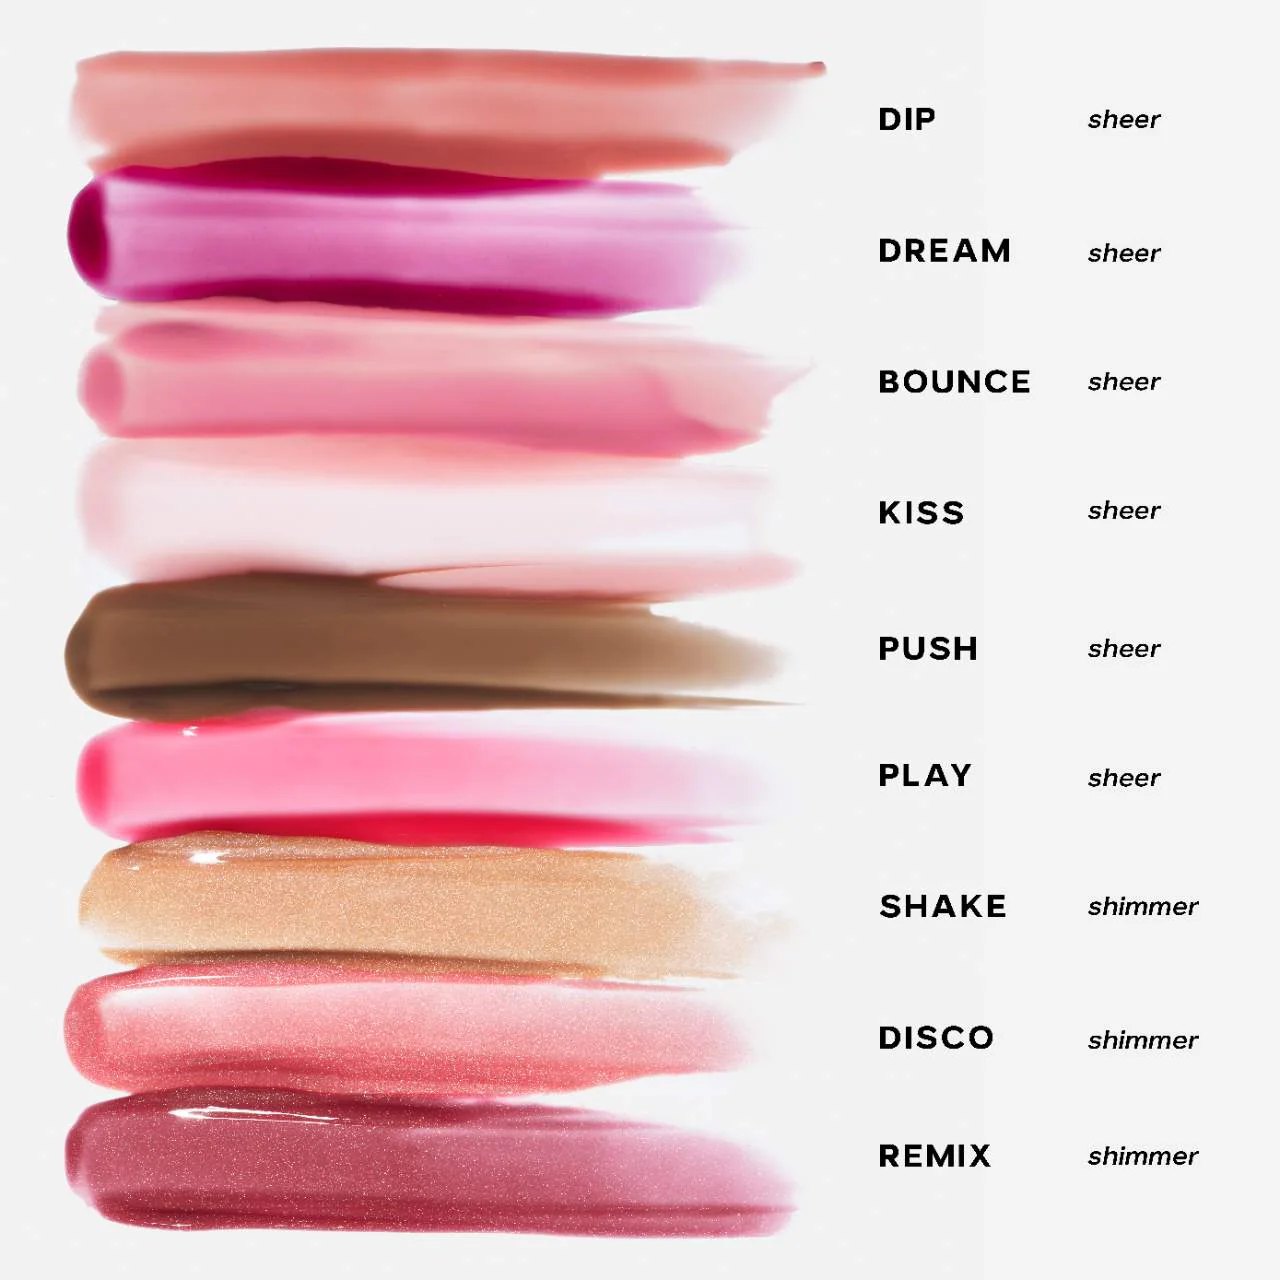 DIP sheer
DREAM sheer
BOUNCE sheer
KISS sheer
PUSH sheer
PLAY sheer
SHAKE shimmer
DISCO shimmer
REMIX shimmer